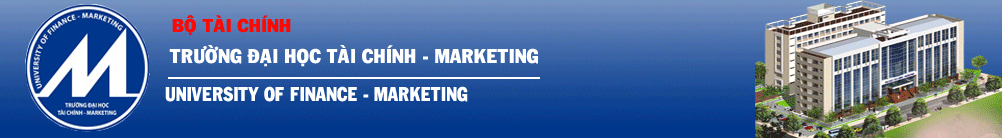 UNIVERSITY OF FINANCE - MARKETING
TRƯỜNG ĐẠI HỌC
TÀI CHÍNH - MARKETING
BỘ TÀI CHÍNH
TRƯỜNG ĐẠI HỌC TÀI CHÍNH - MARKETING
UNIVERSITY OF FINANCE - MARKETING